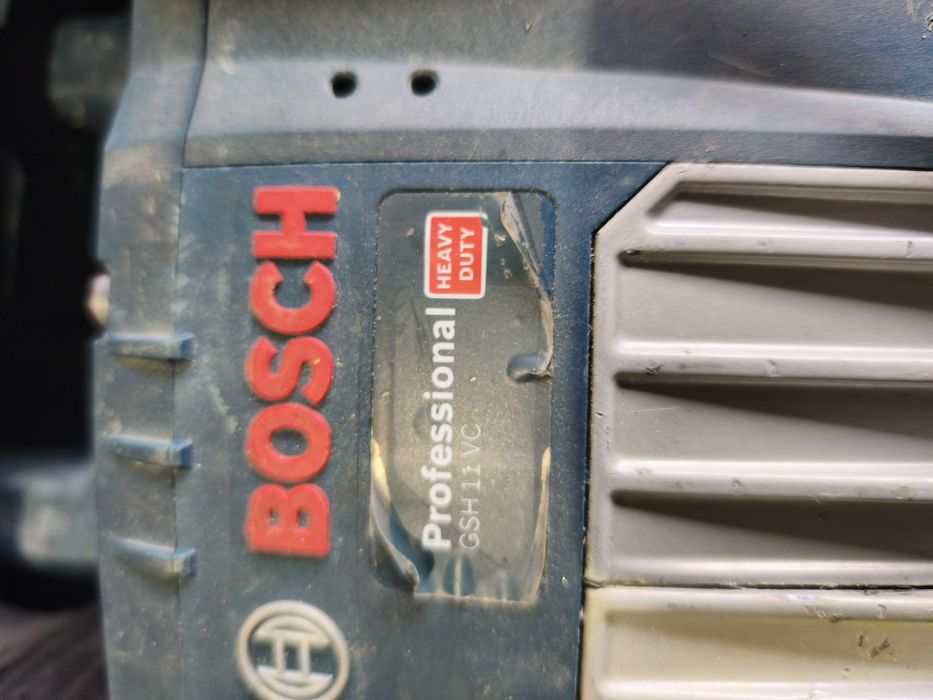 BOSCH
HEAVY
DUTY
Professional
GSH 11 VC